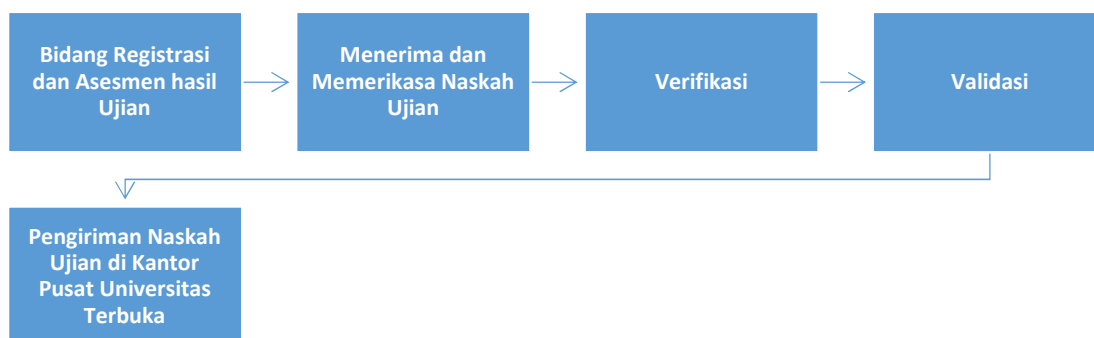 Bidang Registrasi
dan Asesmen hasil
Ujian
Menerima dan
Memerikasa Naskah
Ujian
Verifikasi
Validasi
Pengiriman Naskah
Ujian di Kantor
Pusat Universitas
Terbuka